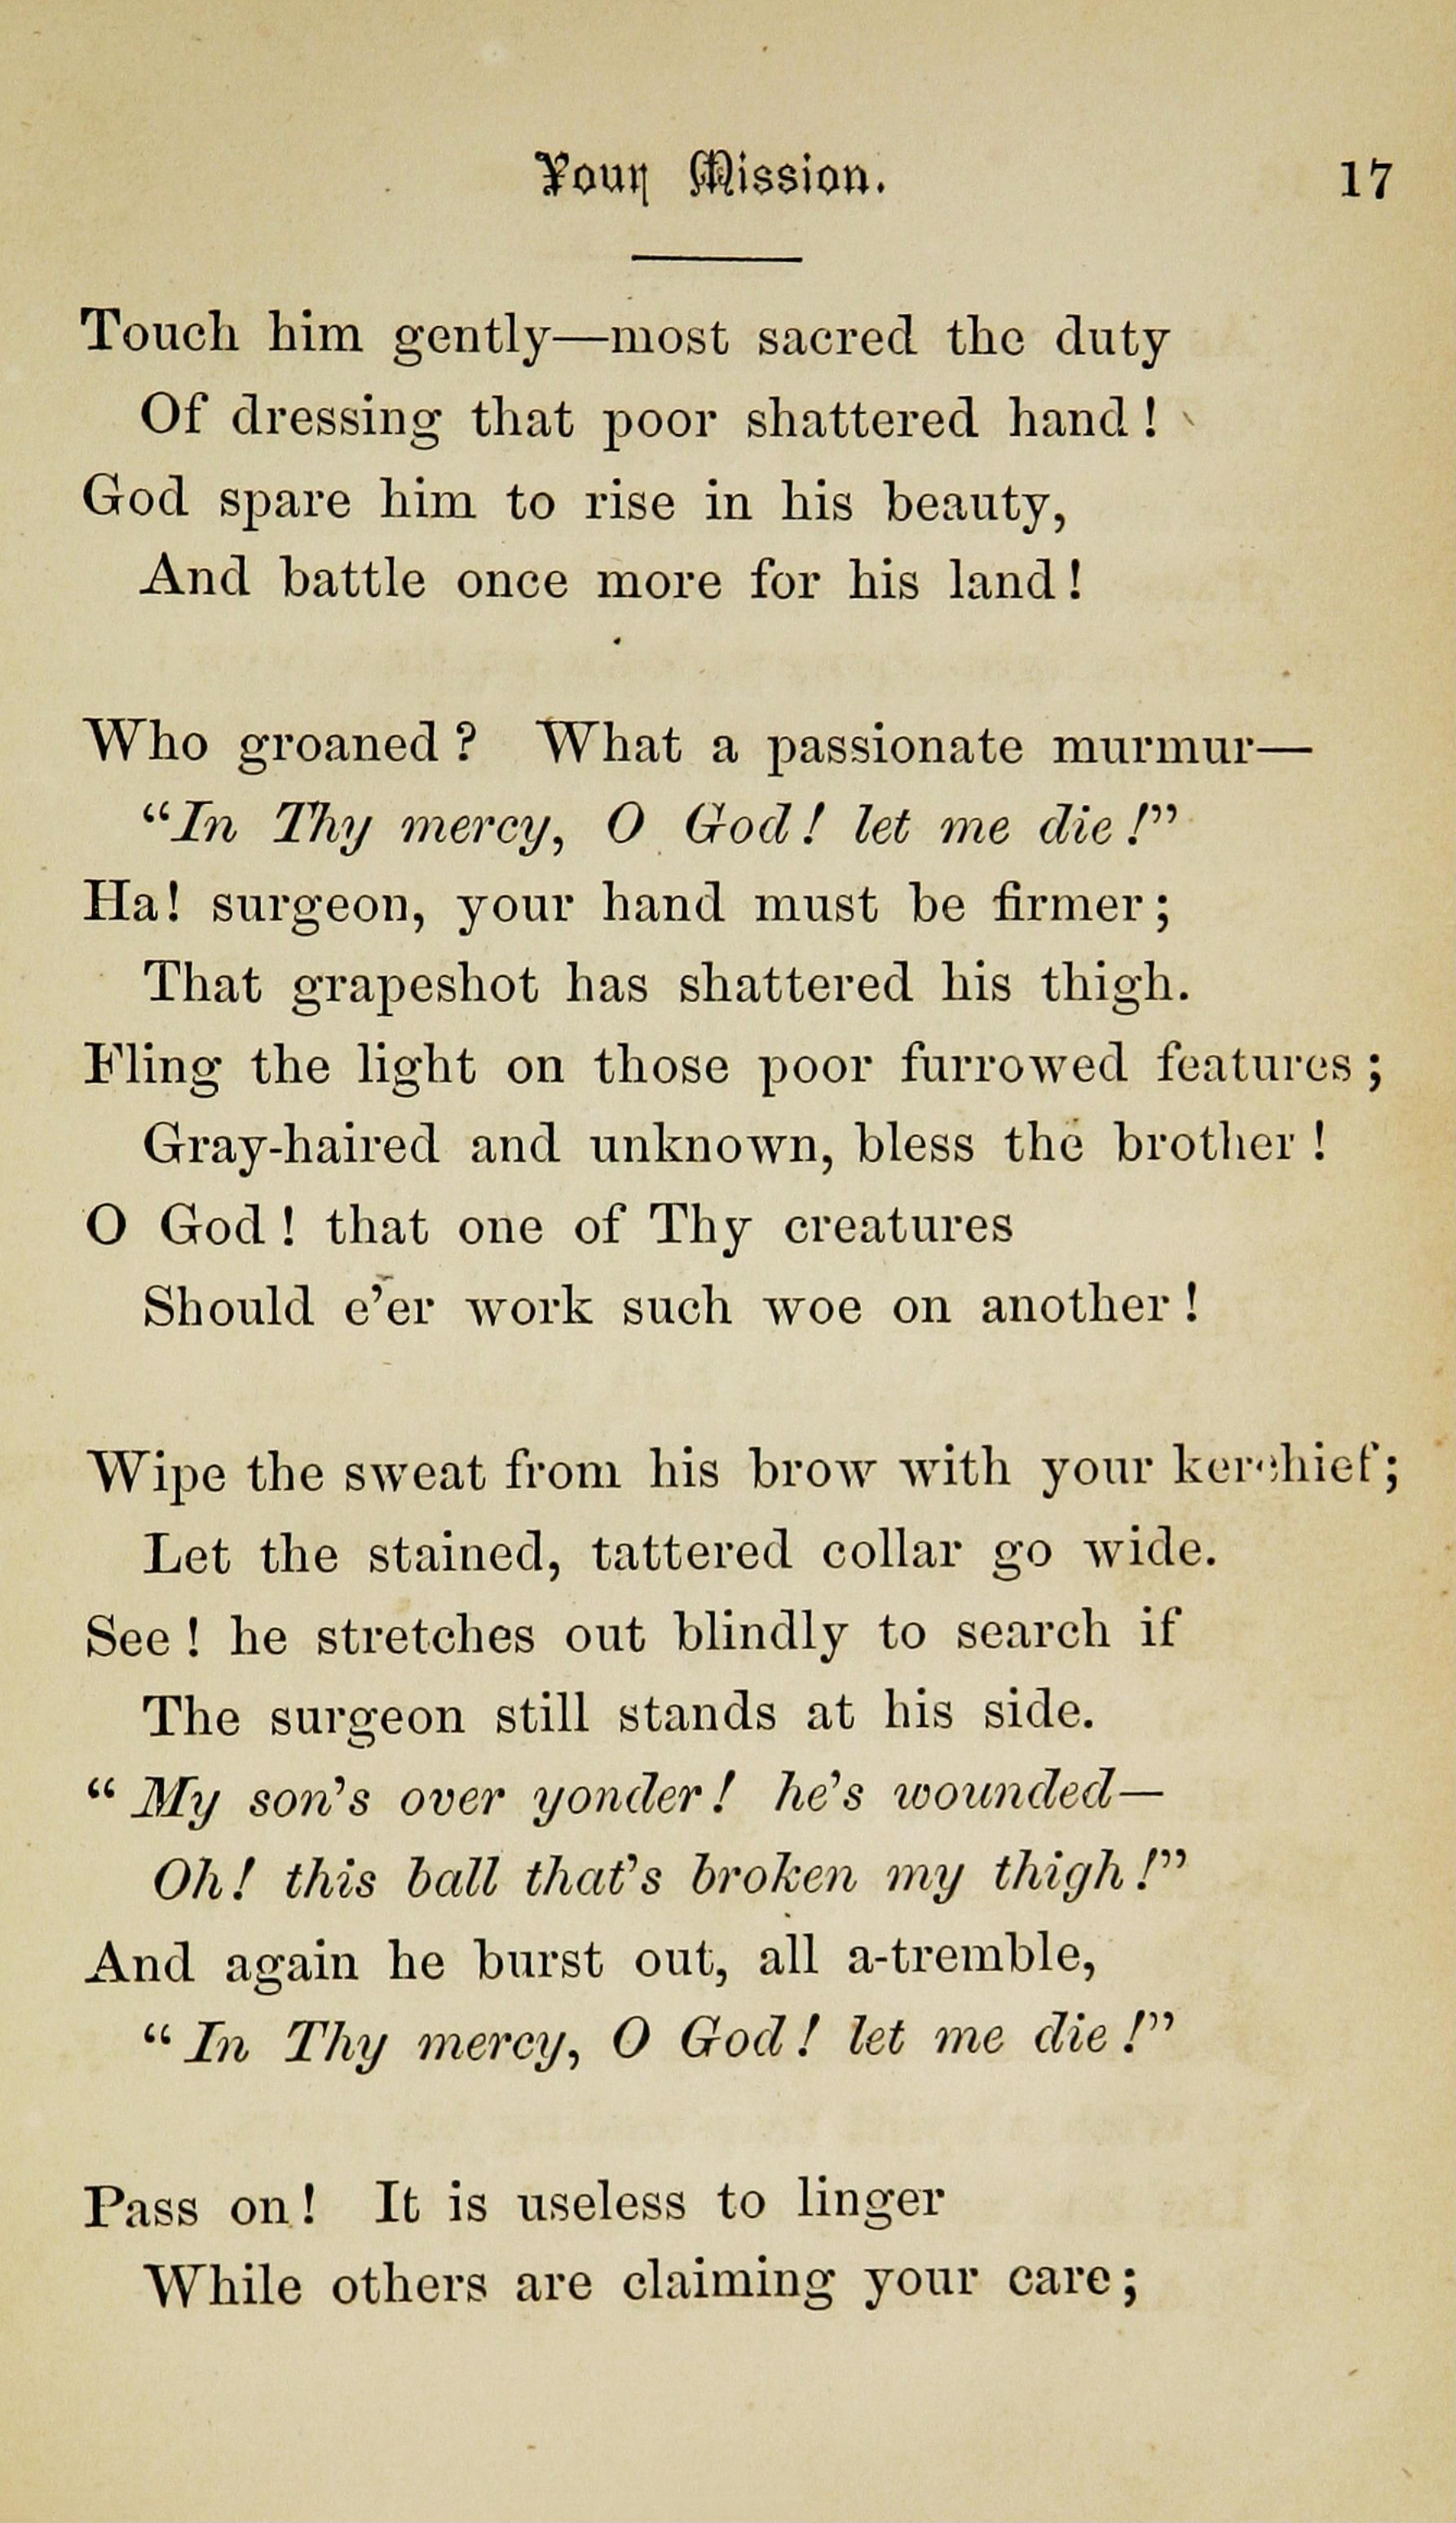 Your Mission. 17
Touch him gently—most sacred the duty
Of dressing that poor shattered hand!
God spare him to rise in his beauty,
And battle once more for his land!
Who groaned? What a passionate murmur—
“In Thy mercy, O God! let me die!”
Ha! surgeon, your hand must be firmer;
That grapeshot has shattered his thigh.
Fling the light on those poor furrowed features;
Gray-haired and unknown, bless the brother!
O God! that one of Thy creatures
Should e’er work such woe on another!
Wipe the sweat from his brow with your kerchief;
Let the stained, tattered collar go wide.
See! he stretches out blindly to search if
The surgeon still stands at his side.
“My son’s over yonder! he’s wounded—
Oh! this ball that’s broken my thigh!”
And again he burst out, all a-tremble,
“In Thy mercy, O God! let me die!”
Pass on! It is useless to linger
While others are claiming your care;